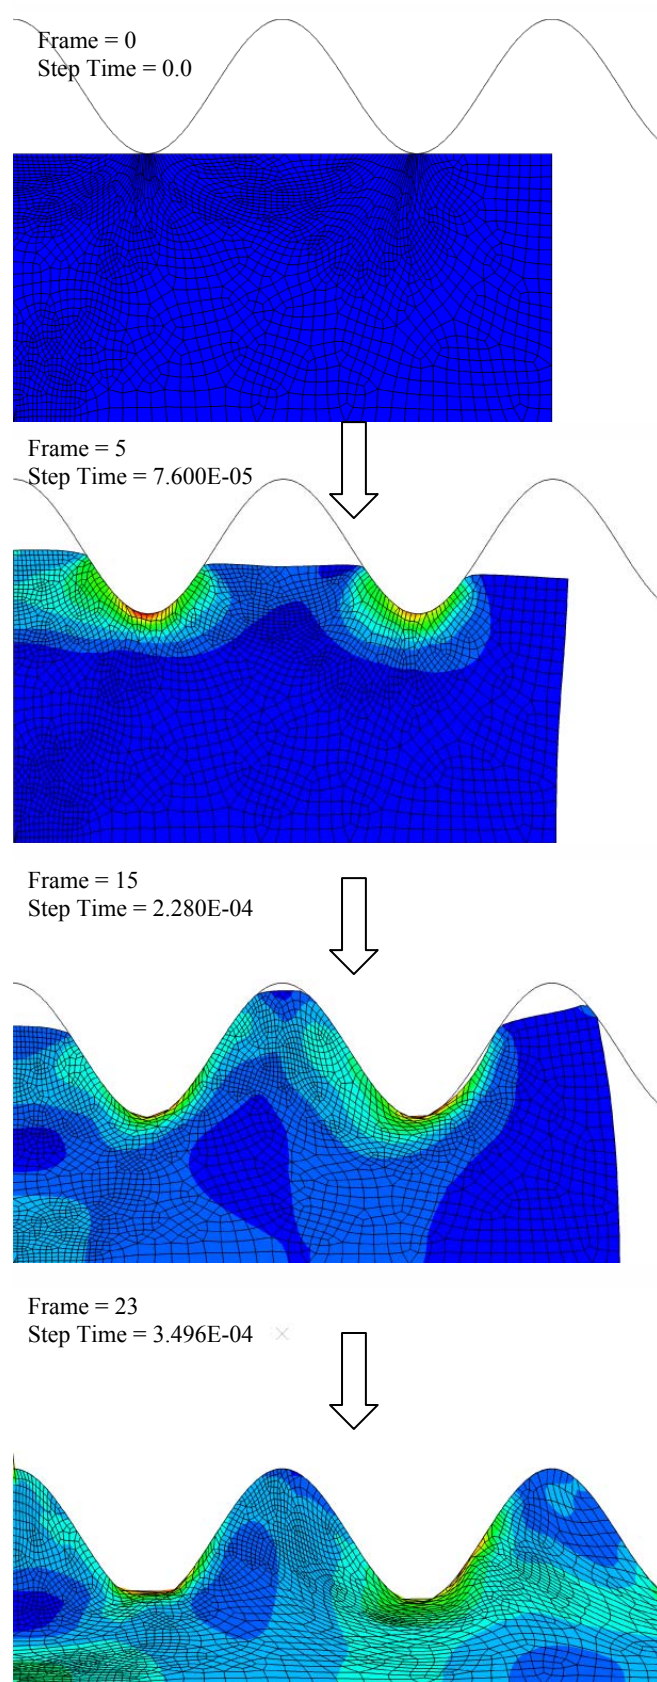 Frame = 0
Step Time = 0.0
Frame = 5
Step Time = 7.600E-05
Frame = 15
Step Time = 2.280E-04
Frame = 23
Step Time = 3.496E-04